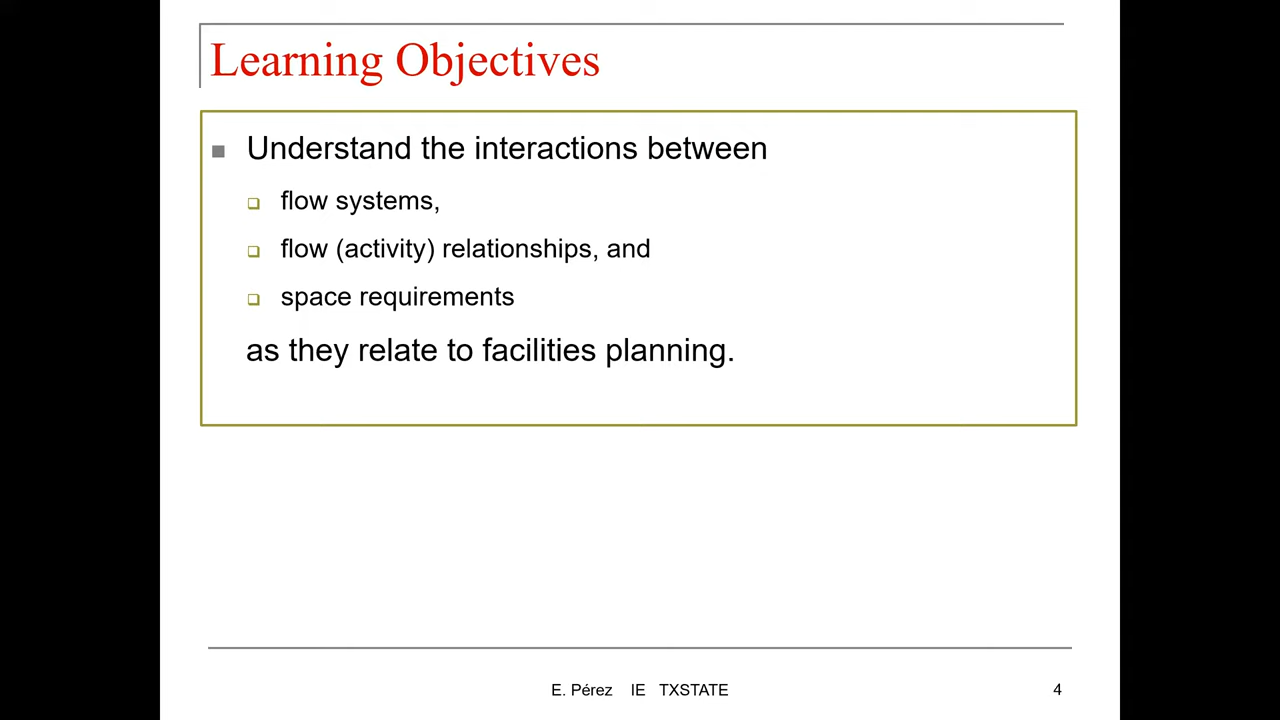 Learning Objectives
Understand the interactions between
flow systems,
flow (activity) relationships, and
space requirements
as they relate to facilities planning.
E. Pérez IE TXSTATE
4